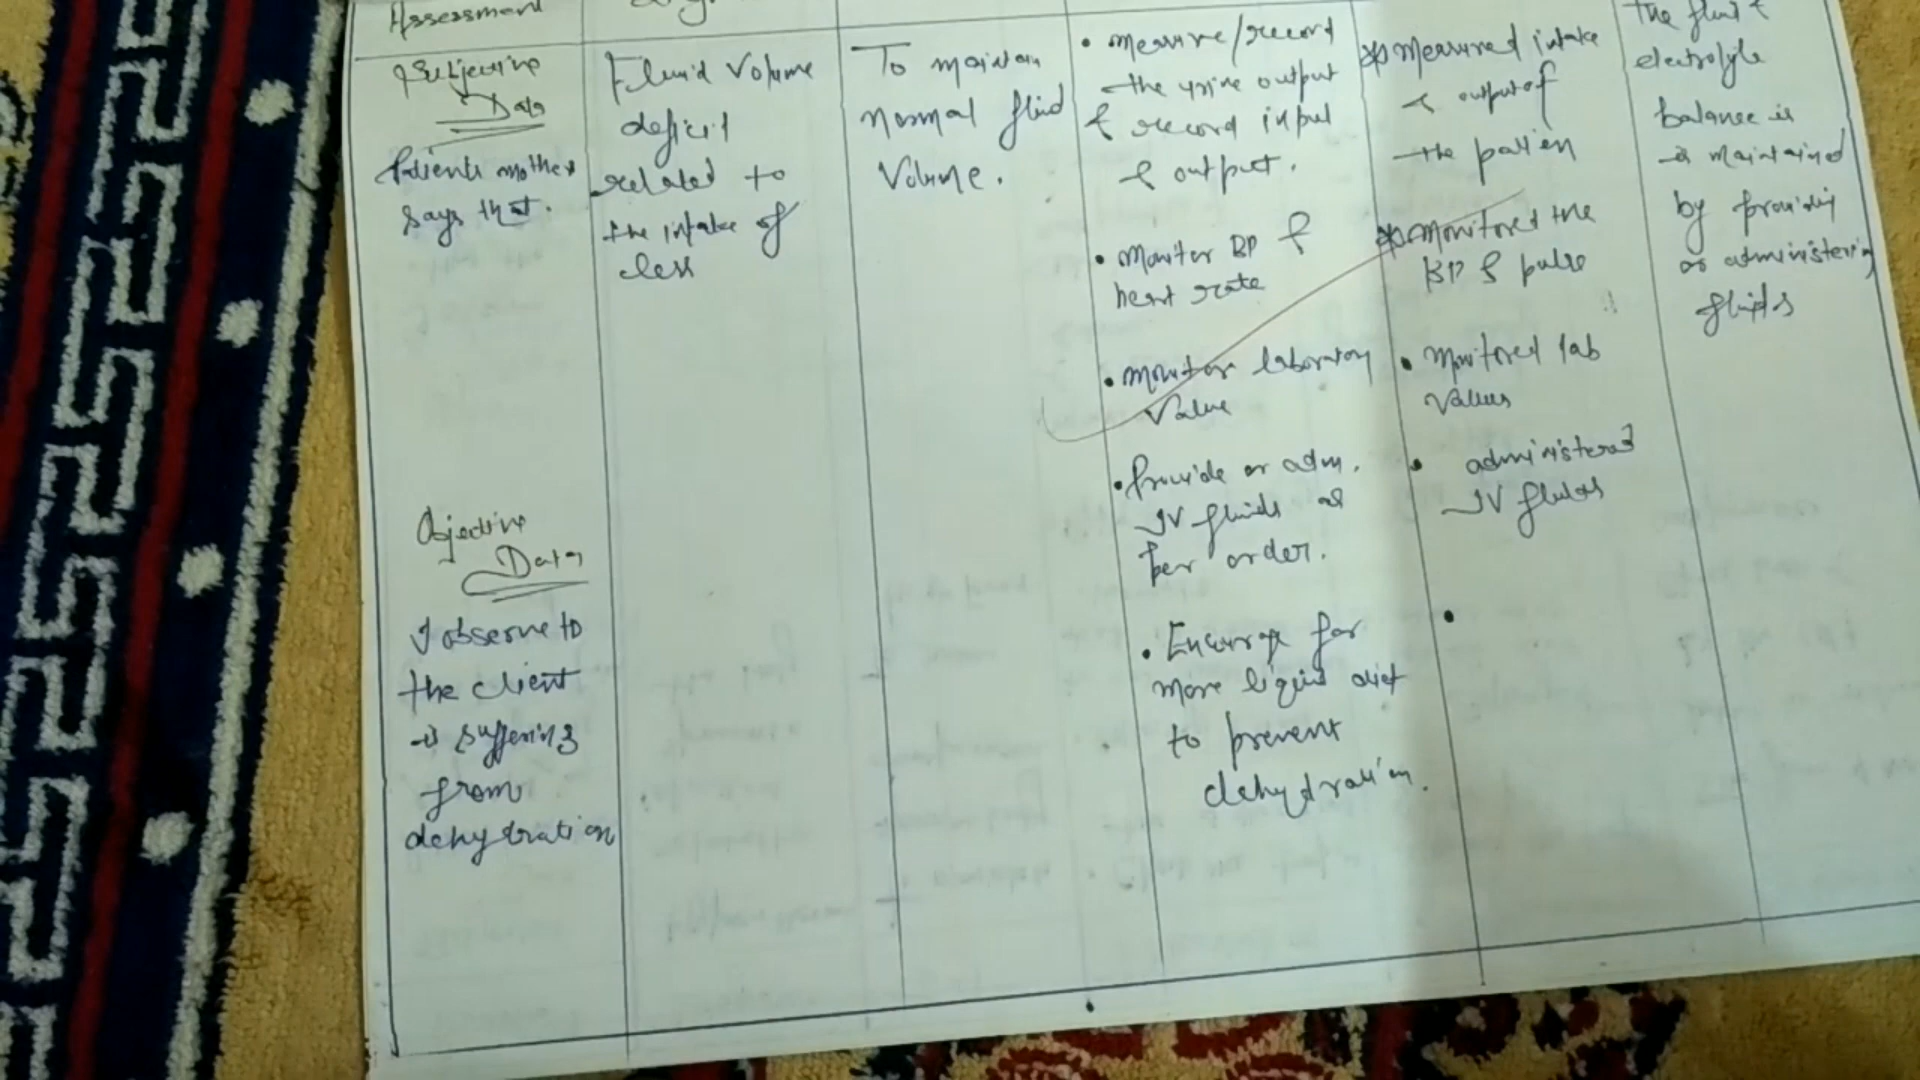 Assessment
Subjective
Data
Patients mother
says that.
Objective
Data
I observe to
the client
is suffering
from
dehydration
Fluid Volume
deficit
related to
the intake of
less
To maintain
normal fluid
Volume.
• measure/record
the urine output
& record input
& output.
• Monitor BP &
heart rate
• monitor laboratory
Value
• Provide or adm.
IV fluids as
per order.
• Encourage for
more liquid diet
to prevent
dehydration.
measured intake
& output of
the patien
monitored the
BP & pulse
• monitored lab
values
• administered
IV fluids
•
the fluid &
electrolyte
balance is
is maintained
by providing
or administering
fluids